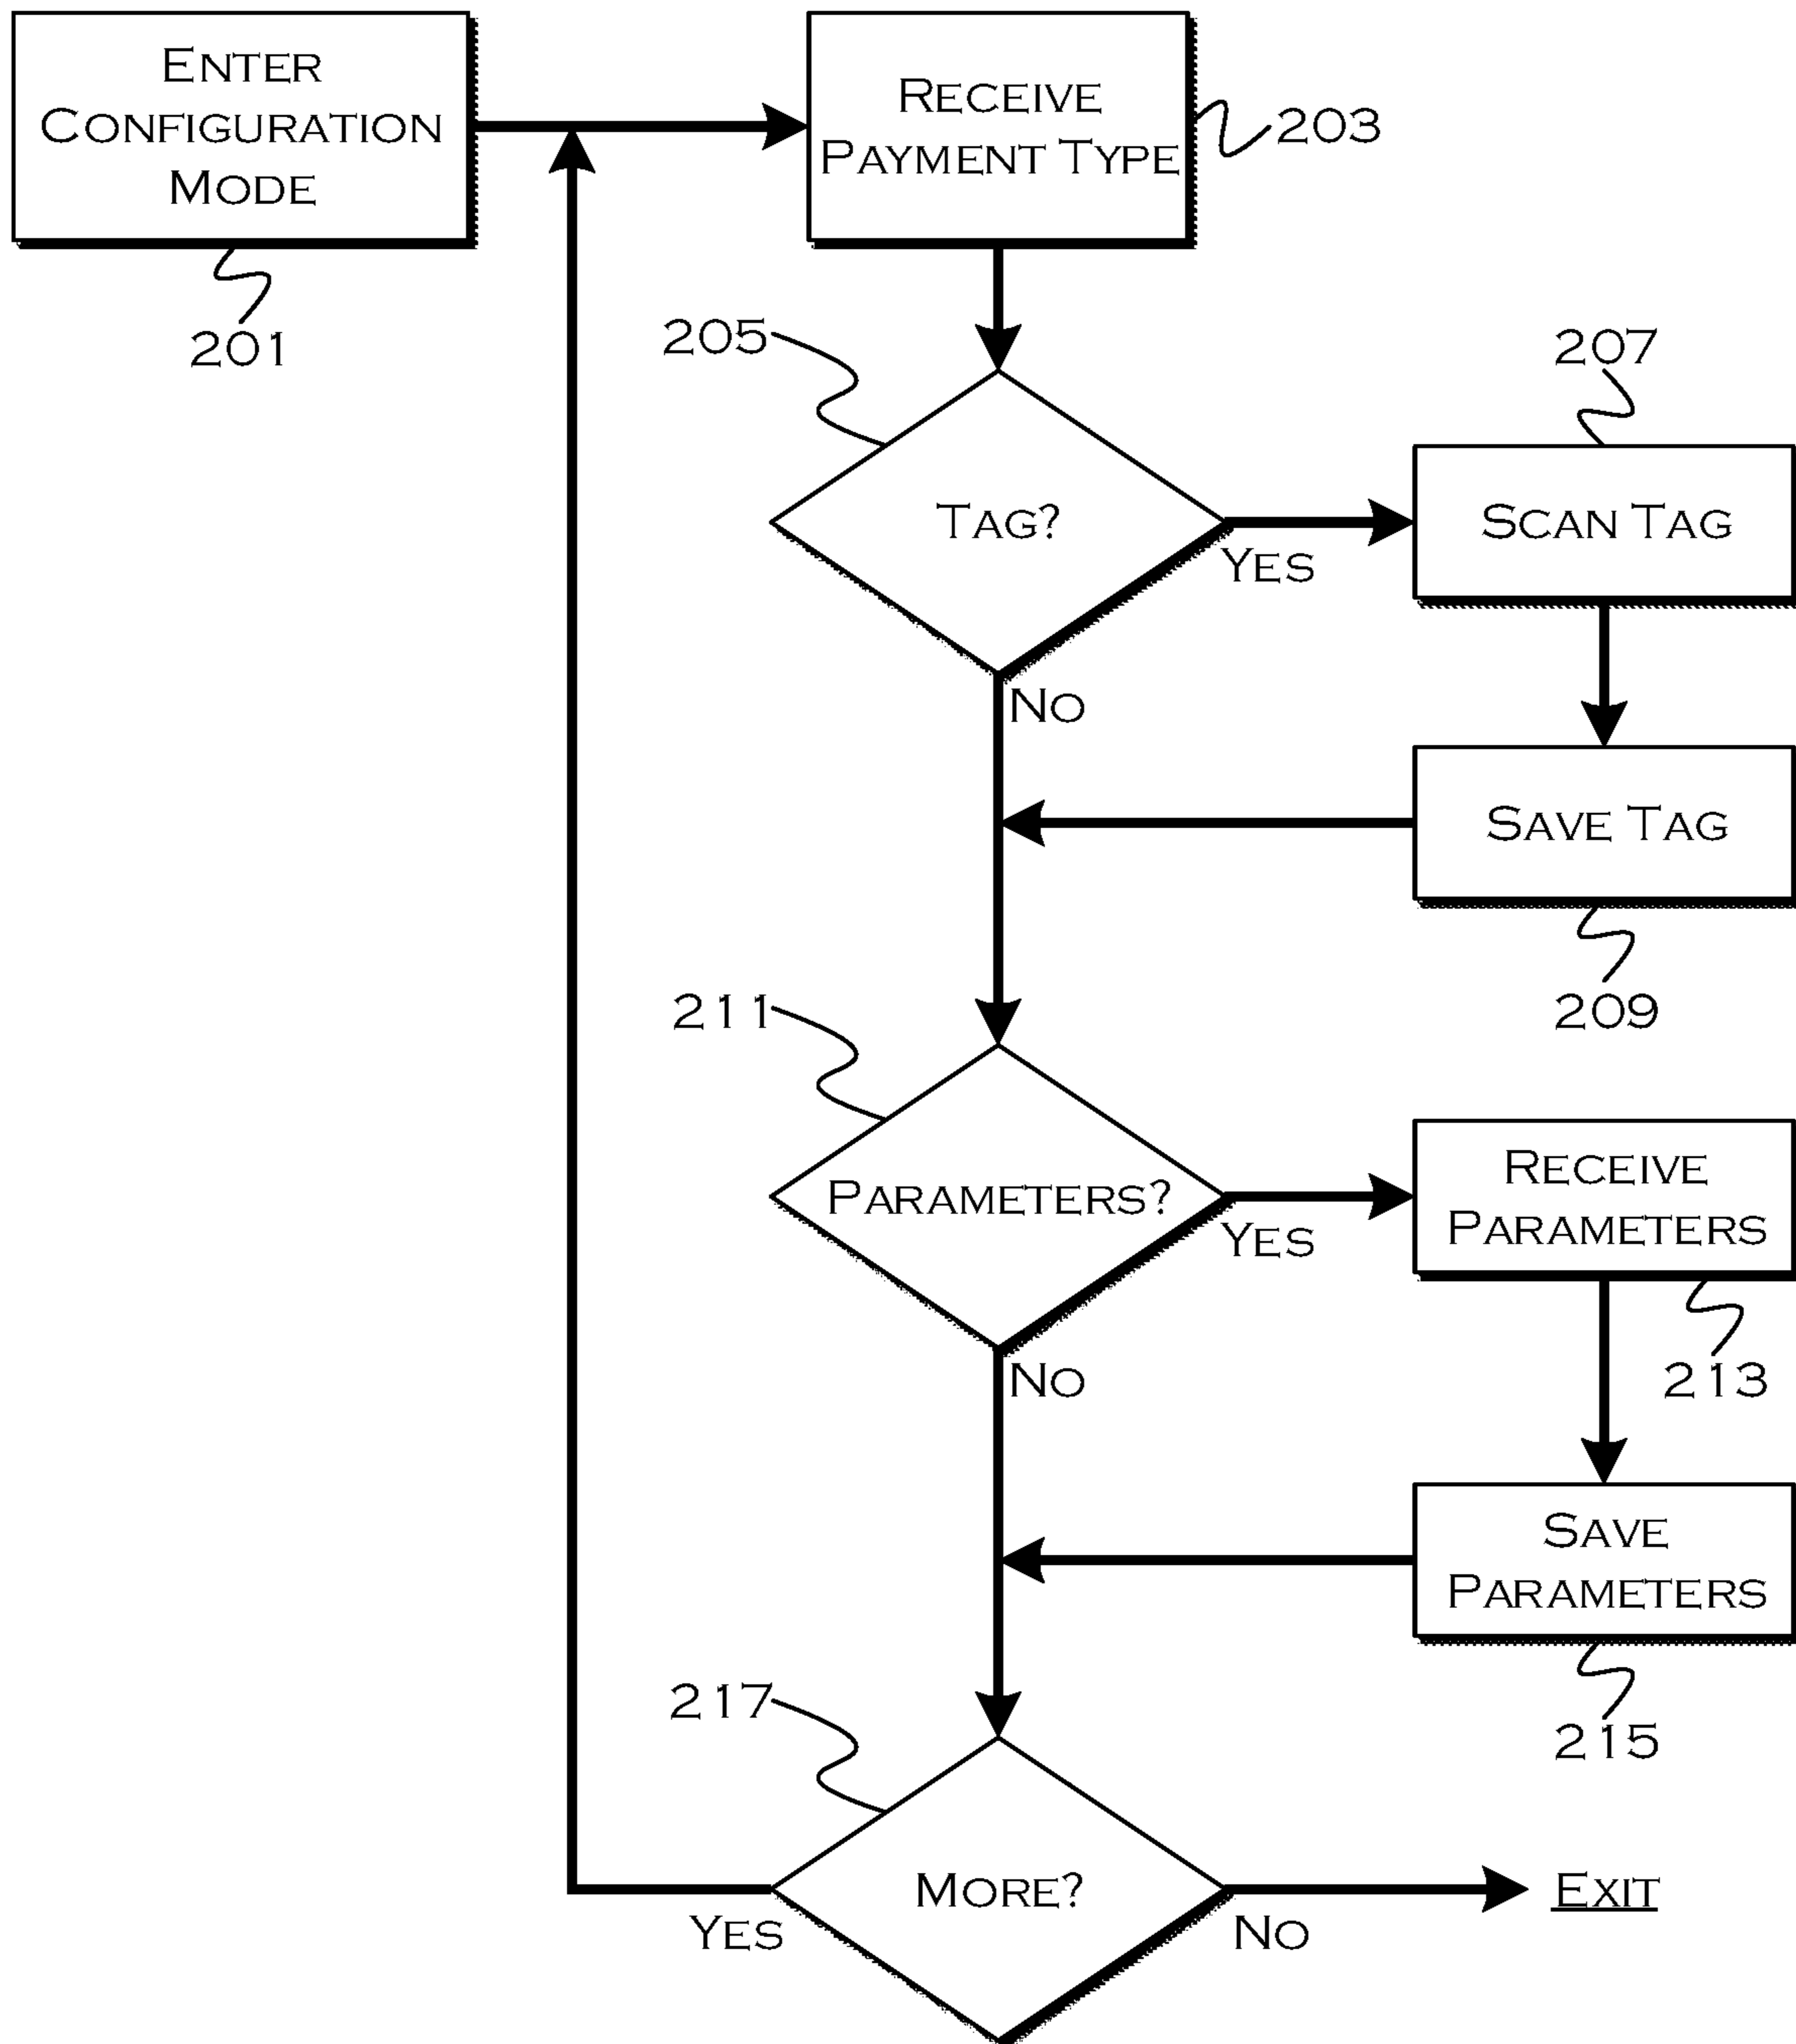 ENTER
CONFIGURATION
MODE
201
RECEIVE
PAYMENT TYPE
203
205
TAG?
YES
NO
207
SCAN TAG
SAVE TAG
209
211
PARAMETERS?
YES
NO
RECEIVE
PARAMETERS
213
SAVE
PARAMETERS
215
217
MORE?
YES
NO
EXIT